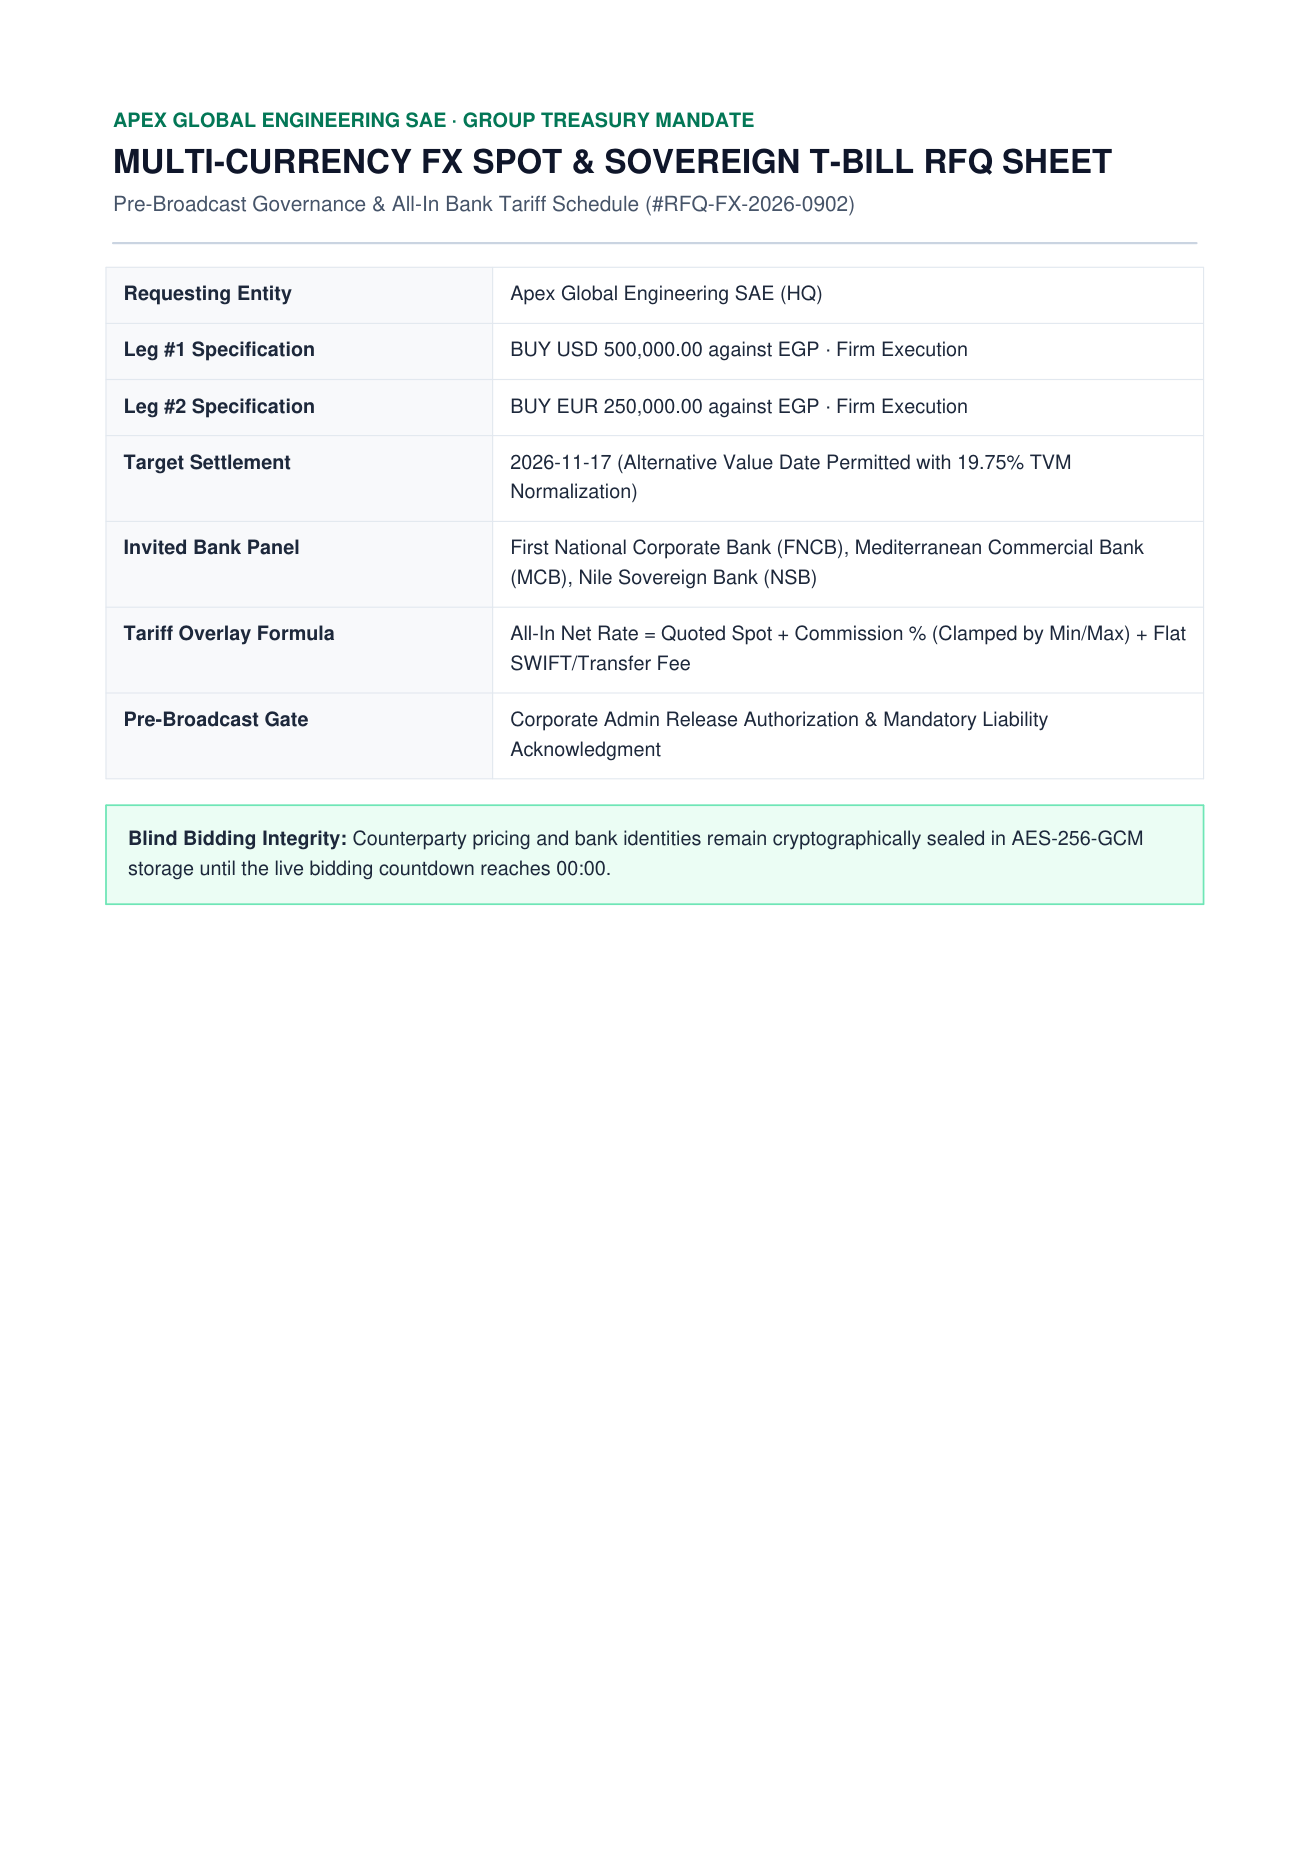 APEX GLOBAL ENGINEERING SAE · GROUP TREASURY MANDATE
MULTI-CURRENCY FX SPOT & SOVEREIGN T-BILL RFQ SHEET
Pre-Broadcast Governance & All-In Bank Tariff Schedule (#RFQ-FX-2026-0902)
Requesting Entity
Apex Global Engineering SAE (HQ)
Leg #1 Specification
BUY USD 500,000.00 against EGP · Firm Execution
Leg #2 Specification
BUY EUR 250,000.00 against EGP · Firm Execution
Target Settlement
2026-11-17 (Alternative Value Date Permitted with 19.75% TVM
Normalization)
Invited Bank Panel
First National Corporate Bank (FNCB), Mediterranean Commercial Bank
(MCB), Nile Sovereign Bank (NSB)
Tariff Overlay Formula
All-In Net Rate = Quoted Spot + Commission % (Clamped by Min/Max) + Flat
SWIFT/Transfer Fee
Pre-Broadcast Gate
Corporate Admin Release Authorization & Mandatory Liability
Acknowledgment
Blind Bidding Integrity: Counterparty pricing and bank identities remain cryptographically sealed in AES-256-GCM
storage until the live bidding countdown reaches 00:00.